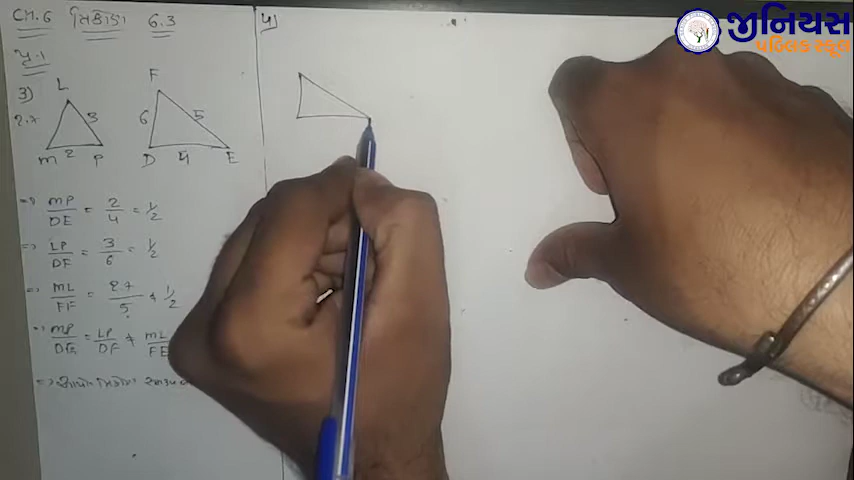 CH.6 ત્રિકોણ 6.3
પ્ર.1
3)
L
3
2.7
M 2 P
F
6 5
D 4 E
=> MP/DE = 2/4 = 1/2
=> LP/DF = 3/6 = 1/2
=> ML/FE = 2.7/5 ≠ 1/2
=> MP/DE = LP/DF ≠ ML/FE
=>
જીનિયસ
પબ્લિક સ્કૂલ